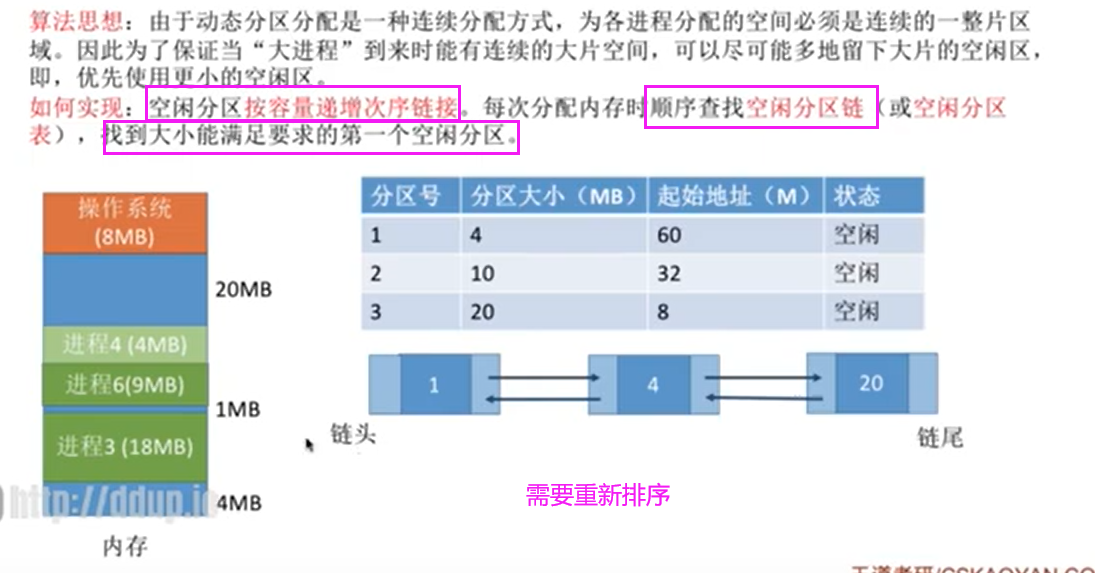 算法思想：由于动态分区分配是一种连续分配方式，为各进程分配的空间必须是连续的一整片区
域。因此为了保证当“大进程”到来时能有连续的大片空间，可以尽可能多地留下大片的空闲区，
即，优先使用更小的空闲区。
如何实现：空闲分区按容量递增次序链接。每次分配内存时顺序查找空闲分区链（或空闲分区
表），找到大小能满足要求的第一个空闲分区。
分区号 分区大小（MB） 起始地址（M） 状态
1 4 60 空闲
2 10 32 空闲
3 20 8 空闲
操作系统
(8MB)
20MB
进程4 (4MB)
进程6(9MB)
1MB
进程3 (18MB)
4MB
内存
1 4 20
链头
链尾
需要重新排序
http://ddup.ic